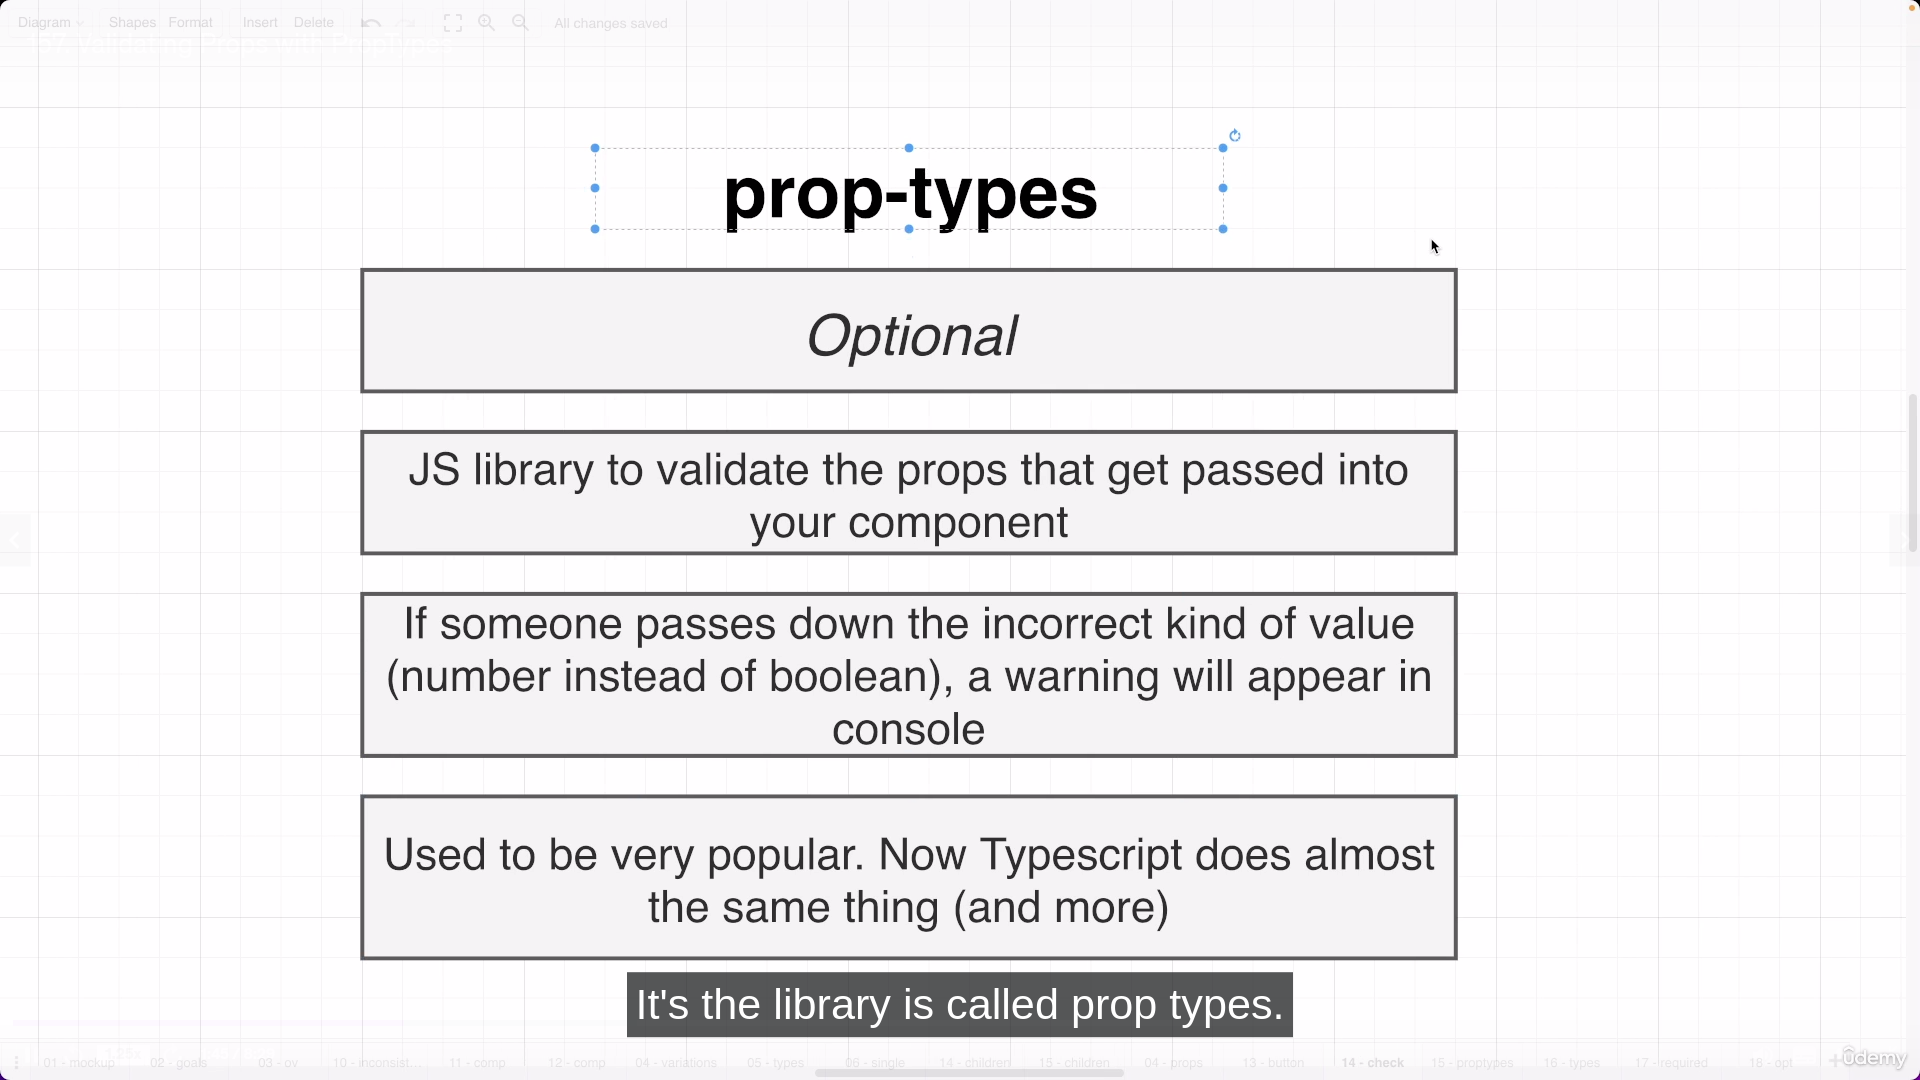 Diagram Shapes Format Insert Delete All changes saved
Validating Props with PropTypes
prop-types
Optional
JS library to validate the props that get passed into
your component
If someone passes down the incorrect kind of value
(number instead of boolean), a warning will appear in
console
Used to be very popular. Now Typescript does almost
the same thing (and more)
It's the library is called prop types.
01 - mockup 02 - goals 03 - ov 10 - inconsist... 11 - comp 12 - comp 04 - variations 05 - types 06 - single 14 - children 15 - children 04 - props 13 - button 14 - check 15 - proptypes 16 - types 17 - required 18 - opt
ûdemy